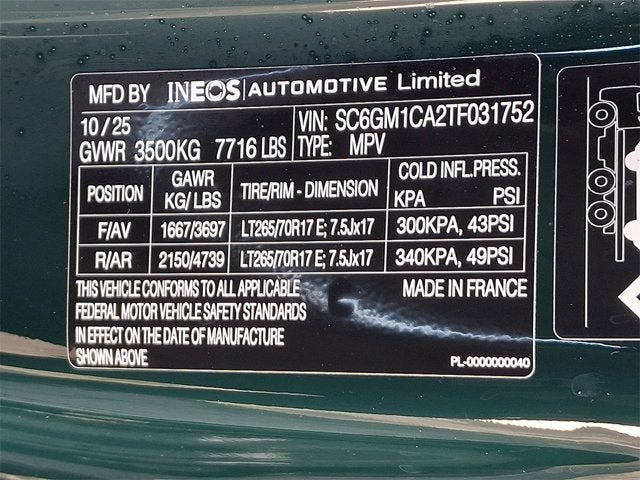 MFD BY INEOS | AUTOMOTIVE Limited
10 / 25
VIN: SC6GM1CA2TF031752
GVWR 3500KG 7716 LBS
TYPE: MPV
POSITION GAWR KG/ LBS TIRE/RIM - DIMENSION COLD INFL.PRESS. KPA PSI
F/AV 1667/3697 LT265/70R17 E; 7.5Jx17 300KPA, 43PSI
R/AR 2150/4739 LT265/70R17 E; 7.5Jx17 340KPA, 49PSI
THIS VEHICLE CONFORMS TO ALL APPLICABLE MADE IN FRANCE
FEDERAL MOTOR VEHICLE SAFETY STANDARDS
IN EFFECT ON THE DATE OF MANUFACTURE
SHOWN ABOVE
PL-0000000040